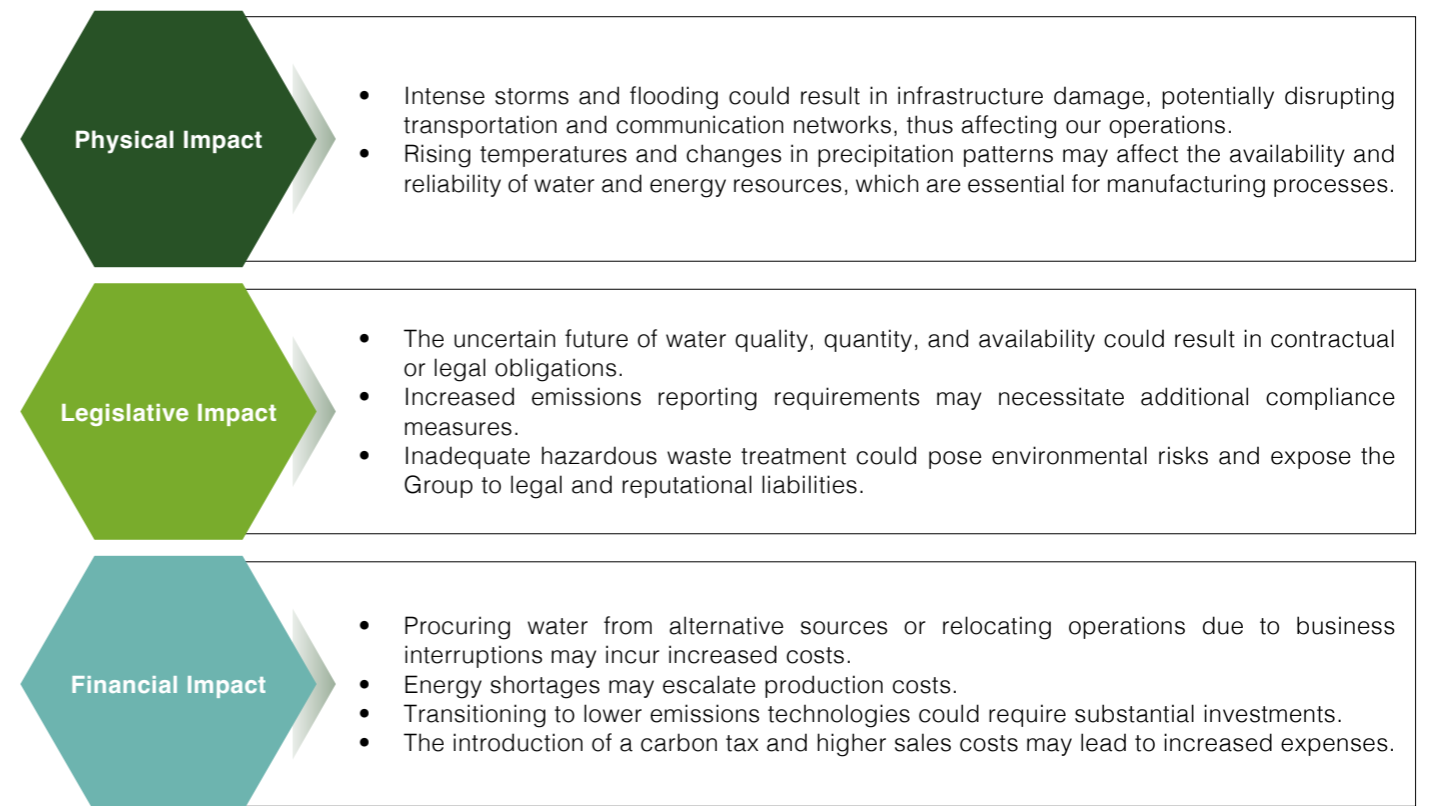 Physical Impact
• Intense storms and flooding could result in infrastructure damage, potentially disrupting
transportation and communication networks, thus affecting our operations.
• Rising temperatures and changes in precipitation patterns may affect the availability and
reliability of water and energy resources, which are essential for manufacturing processes.
Legislative Impact
• The uncertain future of water quality, quantity, and availability could result in contractual
or legal obligations.
• Increased emissions reporting requirements may necessitate additional compliance
measures.
• Inadequate hazardous waste treatment could pose environmental risks and expose the
Group to legal and reputational liabilities.
Financial Impact
• Procuring water from alternative sources or relocating operations due to business
interruptions may incur increased costs.
• Energy shortages may escalate production costs.
• Transitioning to lower emissions technologies could require substantial investments.
• The introduction of a carbon tax and higher sales costs may lead to increased expenses.